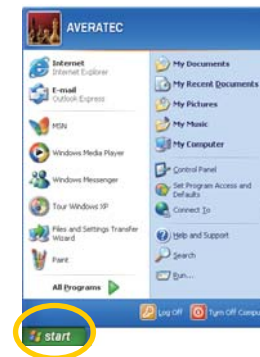 AVERATEC
Internet
Internet Explorer
E-mail
Outlook Express
MSN
Windows Media Player
Windows Messenger
Tour Windows XP
Files and Settings Transfer
Wizard
Paint
All Programs
My Documents
My Recent Documents
My Pictures
My Music
My Computer
Control Panel
Set Program Access and
Defaults
Connect To
Help and Support
Search
Run...
Log Off
Turn Off Compu
start